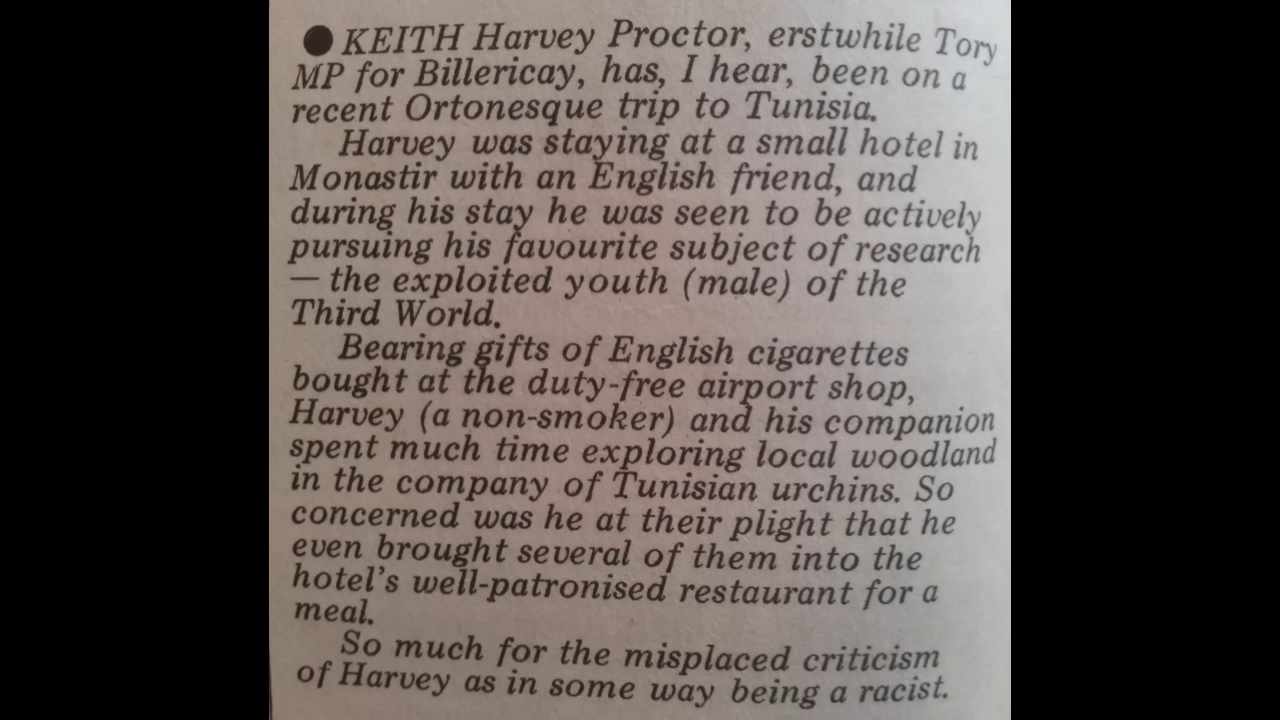 ● KEITH Harvey Proctor, erstwhile Tory
MP for Billericay, has, I hear, been on a
recent Ortonesque trip to Tunisia.
Harvey was staying at a small hotel in
Monastir with an English friend, and
during his stay he was seen to be actively
pursuing his favourite subject of research
— the exploited youth (male) of the
Third World.
Bearing gifts of English cigarettes
bought at the duty-free airport shop,
Harvey (a non-smoker) and his companion
spent much time exploring local woodland
in the company of Tunisian urchins. So
concerned was he at their plight that he
even brought several of them into the
hotel's well-patronised restaurant for a
meal.
So much for the misplaced criticism
of Harvey as in some way being a racist.